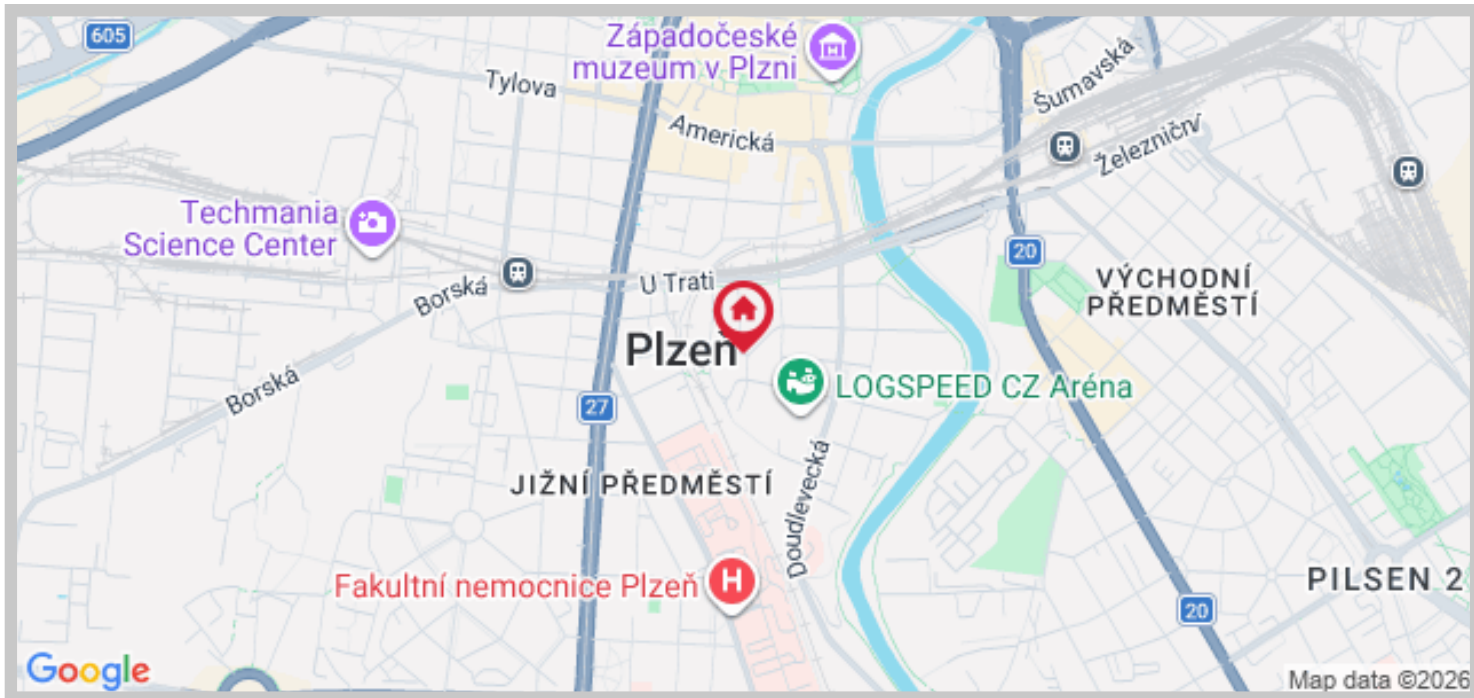 605
Západočeské
muzeum v Plzni
Tylova
Šumavská
Americká
Železniční
Techmania
Science Center
20
VÝCHODNÍ
PŘEDMĚSTÍ
Borská
U Trati
Plzeň
LOGSPEED CZ Aréna
Borská
27
JIŽNÍ PŘEDMĚSTÍ
Doudlevecká
Fakultní nemocnice Plzeň
H
PILSEN 2
20
Google
Map data ©2026